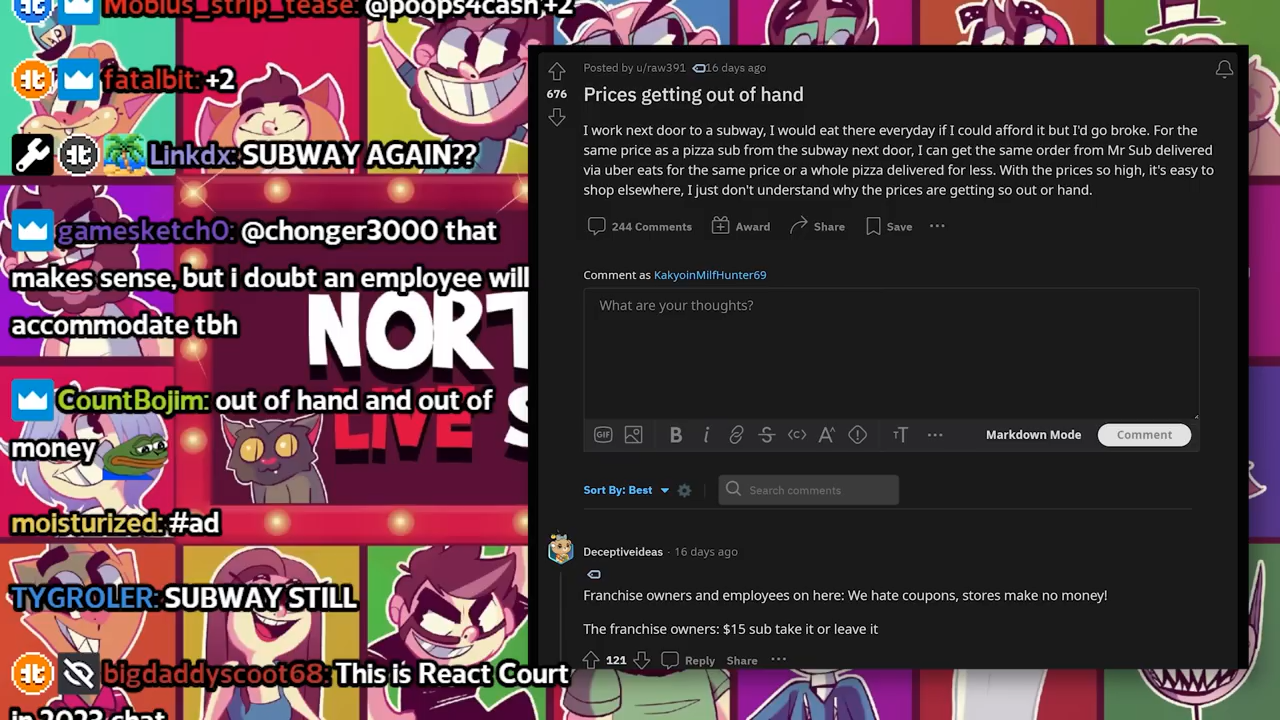 Mobius_strip_tease: @poops4cash +2
fatalbit: +2
Linkdx: SUBWAY AGAIN??
gamesketch0: @chonger3000 that
makes sense, but i doubt an employee will
accommodate tbh
CountBojim: out of hand and out of
money
moisturized: #ad
TYGROLER: SUBWAY STILL
bigdaddyscoot68: This is React Court
in 2023 chat
NORT
LIVE S
Posted by u/raw391 16 days ago
676
Prices getting out of hand
I work next door to a subway, I would eat there everyday if I could afford it but I'd go broke. For the
same price as a pizza sub from the subway next door, I can get the same order from Mr Sub delivered
via uber eats for the same price or a whole pizza delivered for less. With the prices so high, it's easy to
shop elsewhere, I just don't understand why the prices are getting so out or hand.
244 Comments Award Share Save ...
Comment as KakyoinMilfHunter69
What are your thoughts?
GIF B i S <c> A^ T ... Markdown Mode Comment
Sort By: Best Search comments
Deceptiveideas · 16 days ago
Franchise owners and employees on here: We hate coupons, stores make no money!
The franchise owners: $15 sub take it or leave it
121 Reply Share ...